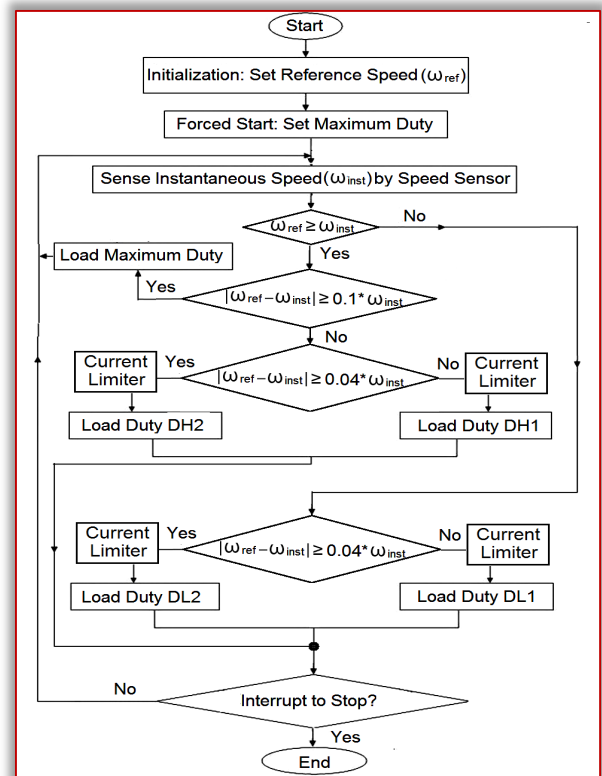 Start
Initialization: Set Reference Speed(ωref)
Forced Start: Set Maximum Duty
Sense Instantaneous Speed(ωinst)by Speed Sensor
ωref ≥ ωinst
No
Yes
Load Maximum Duty
Yes
|ωref − ωinst| ≥ 0.1* ωinst
No
Current
Limiter
Yes
|ωref − ωinst| ≥ 0.04* ωinst
No
Current
Limiter
Load Duty DH2
Load Duty DH1
Current
Limiter
Yes
|ωref − ωinst| ≥ 0.04* ωinst
No
Current
Limiter
Load Duty DL2
Load Duty DL1
No
Interrupt to Stop?
Yes
End